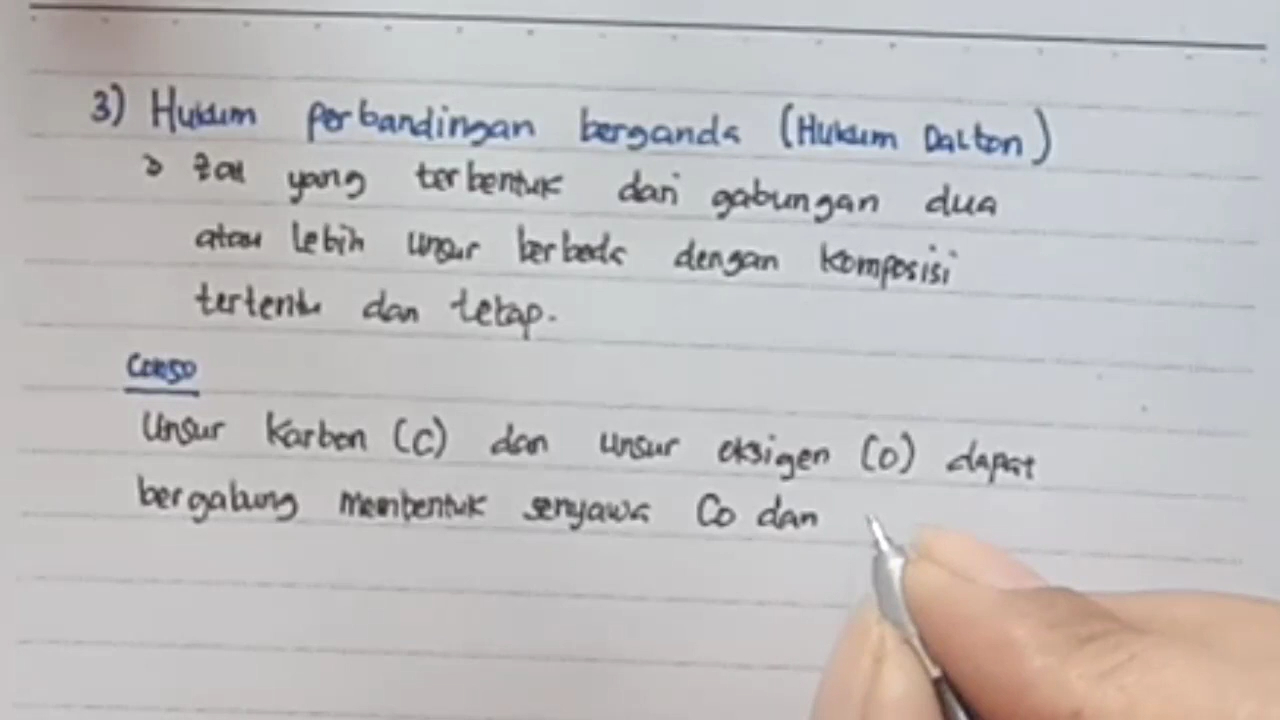 3) Hukum perbandingan berganda (Hukum Dalton)
> zat yang terbentuk dari gabungan dua
atau lebih unsur berbeda dengan komposisi
tertentu dan tetap.
Unsur Karbon (C) dan unsur oksigen (O) dapat
bergabung membentuk senyawa Co dan